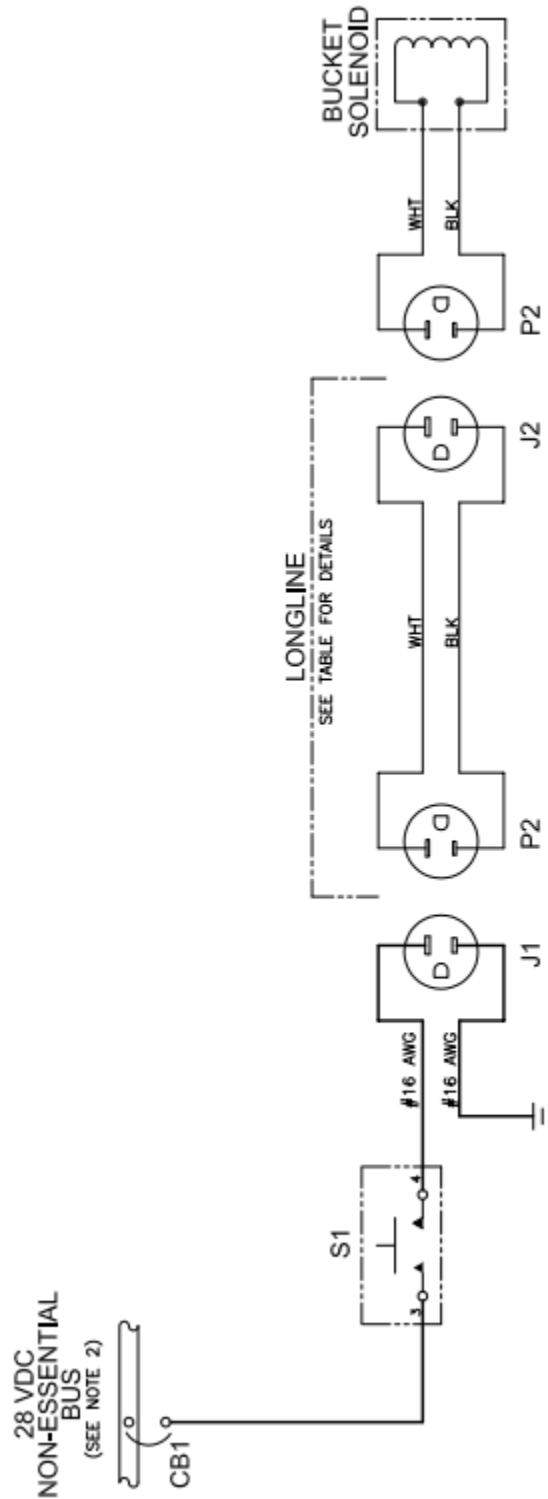 28 VDC
NON-ESSENTIAL
BUS
(SEE NOTE 2)
CB1
S1
3
4
#16 AWG
#16 AWG
J1
LONGLINE
SEE TABLE FOR DETAILS
P2
WHT
BLK
J2
P2
WHT
BLK
BUCKET
SOLENOID